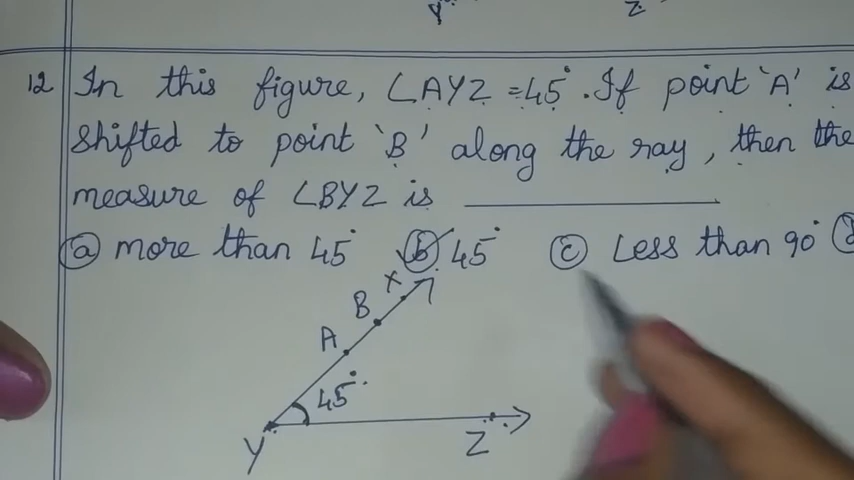 Y Z
12 In this figure, ∠AYZ = 45°. If point 'A' is
shifted to point 'B' along the ray, then the
measure of ∠BYZ is ________
(a) more than 45° (b) 45° (c) Less than 90°
X
B
A
45°
Y Z